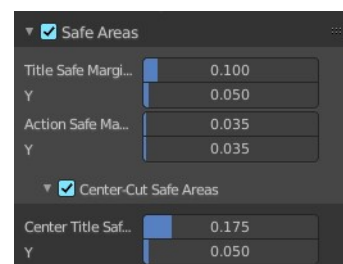 Safe Areas
Title Safe Margi... 0.100
Y 0.050
Action Safe Ma... 0.035
Y 0.035
Center-Cut Safe Areas
Center Title Saf... 0.175
Y 0.050